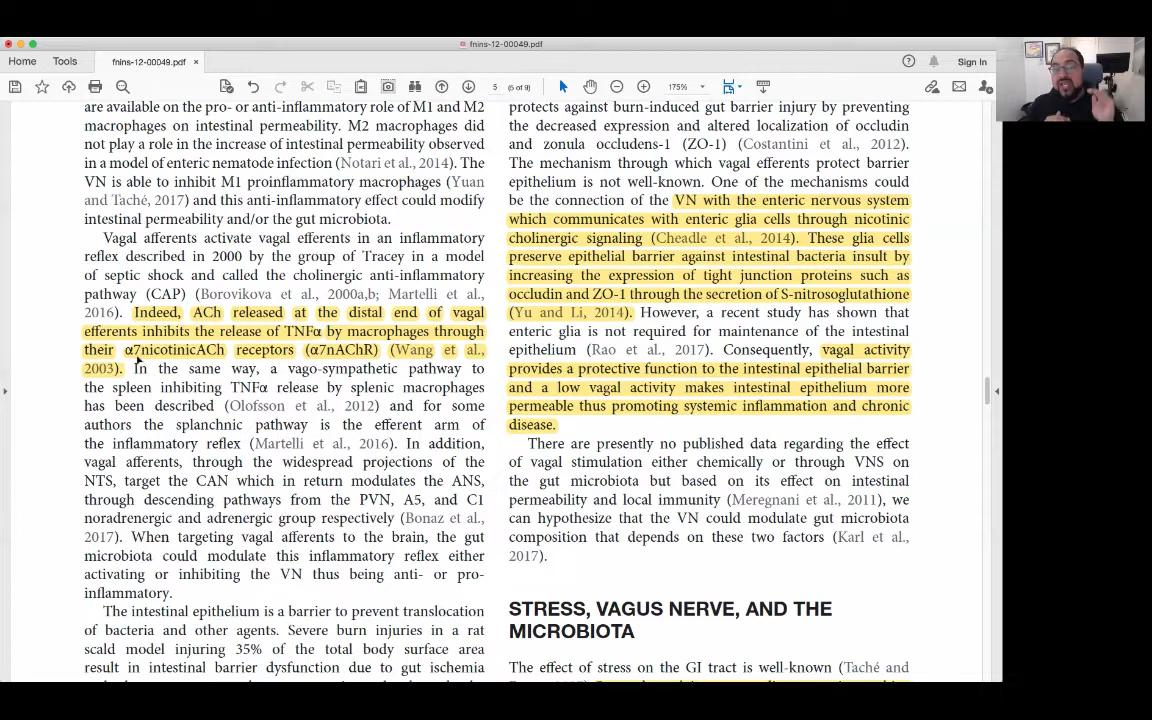 fnins-12-00049.pdf
Home
Tools
fnins-12-00049.pdf ×
Sign In
5
(5 of 9)
175%
are available on the pro- or anti-inflammatory role of M1 and M2
macrophages on intestinal permeability. M2 macrophages did
not play a role in the increase of intestinal permeability observed
in a model of enteric nematode infection (Notari et al., 2014). The
VN is able to inhibit M1 proinflammatory macrophages (Yuan
and Taché, 2017) and this anti-inflammatory effect could modify
intestinal permeability and/or the gut microbiota.
Vagal afferents activate vagal efferents in an inflammatory
reflex described in 2000 by the group of Tracey in a model
of septic shock and called the cholinergic anti-inflammatory
pathway (CAP) (Borovikova et al., 2000a,b; Martelli et al.,
2016). Indeed, ACh released at the distal end of vagal
efferents inhibits the release of TNFα by macrophages through
their α7nicotinicACh receptors (α7nAChR) (Wang et al.,
2003). In the same way, a vago-sympathetic pathway to
the spleen inhibiting TNFα release by splenic macrophages
has been described (Olofsson et al., 2012) and for some
authors the splanchnic pathway is the efferent arm of
the inflammatory reflex (Martelli et al., 2016). In addition,
vagal afferents, through the widespread projections of the
NTS, target the CAN which in return modulates the ANS,
through descending pathways from the PVN, A5, and C1
noradrenergic and adrenergic group respectively (Bonaz et al.,
2017). When targeting vagal afferents to the brain, the gut
microbiota could modulate this inflammatory reflex either
activating or inhibiting the VN thus being anti- or pro-
inflammatory.
The intestinal epithelium is a barrier to prevent translocation
of bacteria and other agents. Severe burn injuries in a rat
scald model injuring 35% of the total body surface area
result in intestinal barrier dysfunction due to gut ischemia
protects against burn-induced gut barrier injury by preventing
the decreased expression and altered localization of occludin
and zonula occludens-1 (ZO-1) (Costantini et al., 2012).
The mechanism through which vagal efferents protect barrier
epithelium is not well-known. One of the mechanisms could
be the connection of the VN with the enteric nervous system
which communicates with enteric glia cells through nicotinic
cholinergic signaling (Cheadle et al., 2014). These glia cells
preserve epithelial barrier against intestinal bacteria insult by
increasing the expression of tight junction proteins such as
occludin and ZO-1 through the secretion of S-nitrosoglutathione
(Yu and Li, 2014). However, a recent study has shown that
enteric glia is not required for maintenance of the intestinal
epithelium (Rao et al., 2017). Consequently, vagal activity
provides a protective function to the intestinal epithelial barrier
and a low vagal activity makes intestinal epithelium more
permeable thus promoting systemic inflammation and chronic
disease.
There are presently no published data regarding the effect
of vagal stimulation either chemically or through VNS on
the gut microbiota but based on its effect on intestinal
permeability and local immunity (Meregnani et al., 2011), we
can hypothesize that the VN could modulate gut microbiota
composition that depends on these two factors (Karl et al.,
2017).
STRESS, VAGUS NERVE, AND THE
MICROBIOTA
The effect of stress on the GI tract is well-known (Taché and